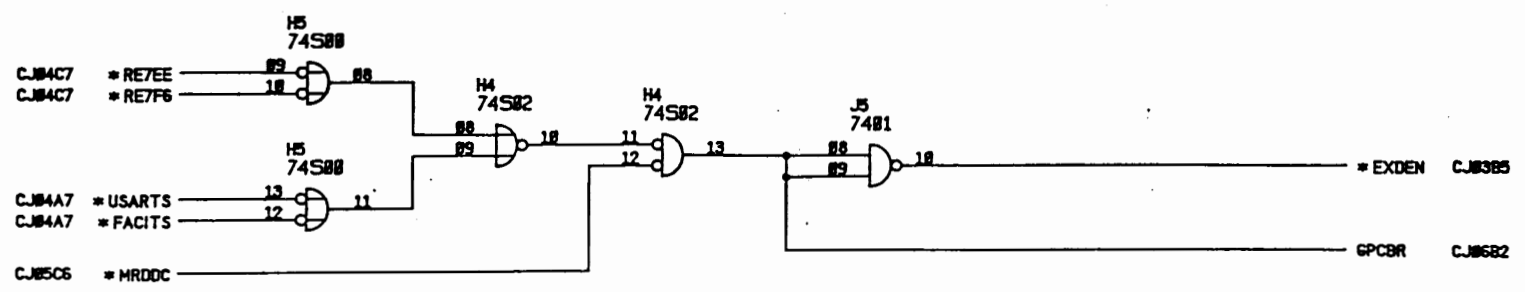 H5
74S00
CJ04C7 *RE7EE 09 08
CJ04C7 *RE7F6 10
H4
74S02
08 10
09
H4
74S02
11 13
12
J5
7401
08 10
09
*EXDEN CJ03B5
H5
74S00
CJ04A7 *USARTS 13 11
CJ04A7 *FACITS 12
GPCBR CJ06B2
CJ05C6 *MRDDC